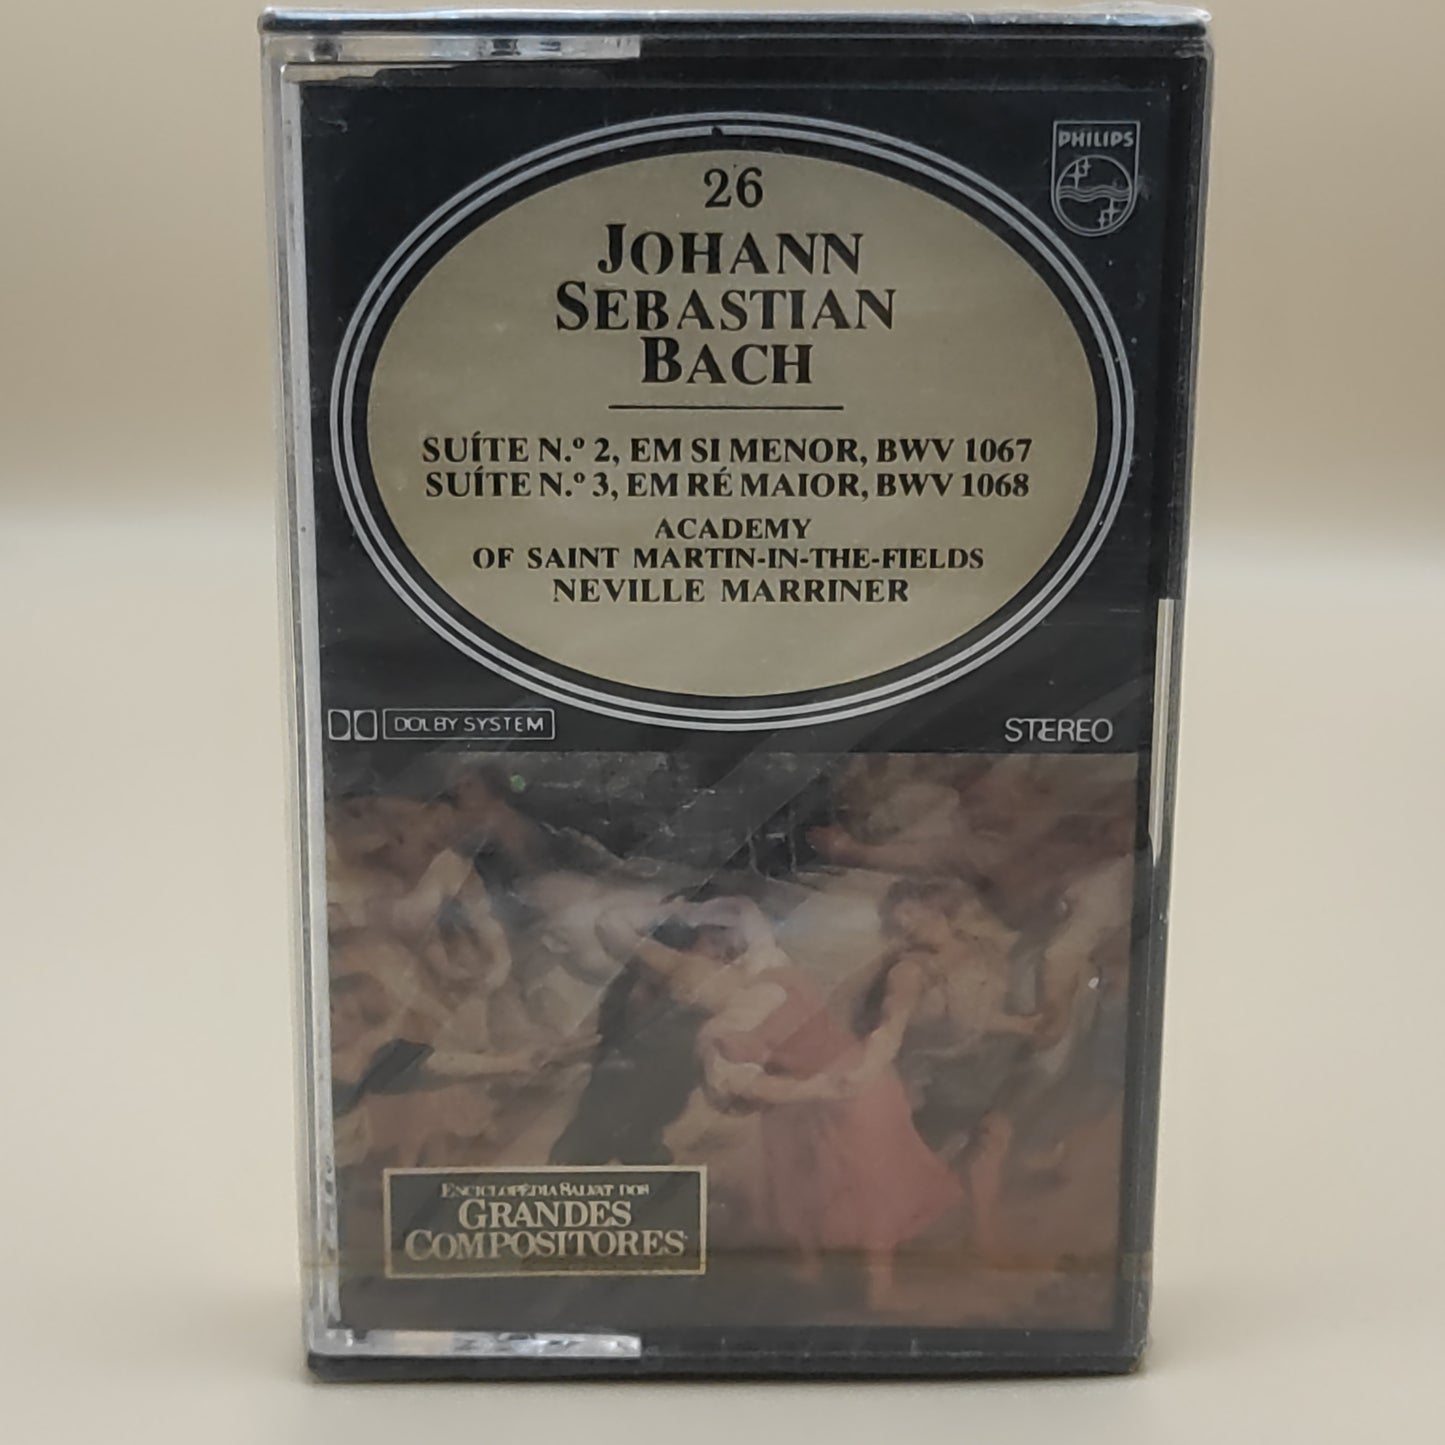 PHILIPS
26
JOHANN
SEBASTIAN
BACH
SUÍTE N.º 2, EM SI MENOR, BWV 1067
SUÍTE N.º 3, EM RÉ MAIOR, BWV 1068
ACADEMY
OF SAINT MARTIN-IN-THE-FIELDS
NEVILLE MARRINER
DOLBY SYSTEM
STEREO
ENCICLOPÉDIA SALVAT DOS
GRANDES
COMPOSITORES